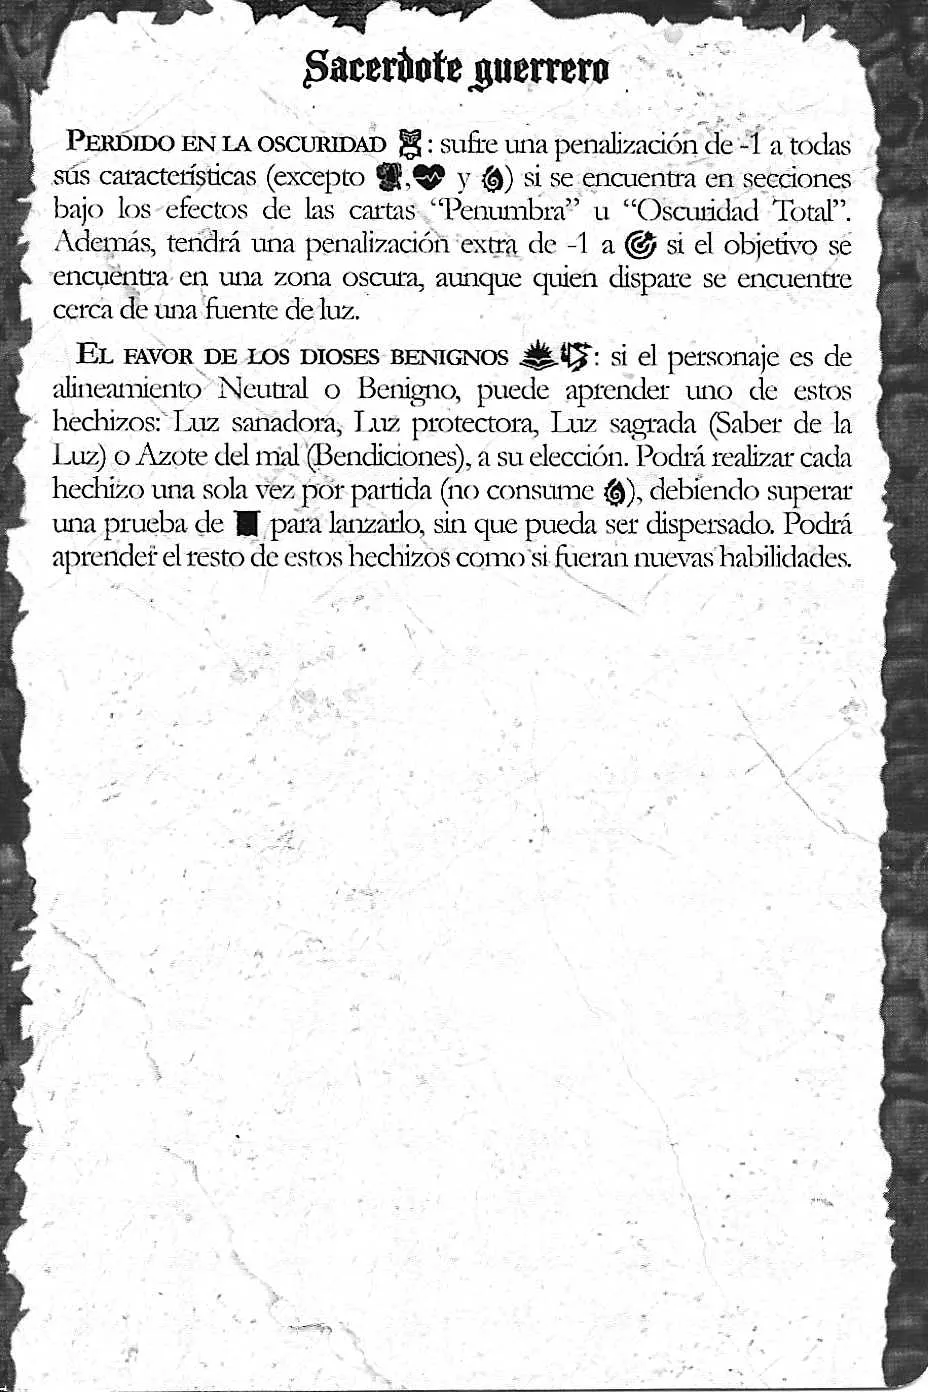 Sacerdote guerrero
PERDIDO EN LA OSCURIDAD : sufre una penalización de -1 a todas
sus características (excepto , y ) si se encuentra en secciones
bajo los efectos de las cartas “Penumbra” u “Oscuridad Total”.
Además, tendrá una penalización extra de -1 a si el objetivo se
encuentra en una zona oscura, aunque quien dispare se encuentre
cerca de una fuente de luz.
EL FAVOR DE LOS DIOSES BENIGNOS : si el personaje es de
alineamiento Neutral o Benigno, puede aprender uno de estos
hechizos: Luz sanadora, Luz protectora, Luz sagrada (Saber de la
Luz) o Azote del mal (Bendiciones), a su elección. Podrá realizar cada
hechizo una sola vez por partida (no consume ), debiendo superar
una prueba de para lanzarlo, sin que pueda ser dispersado. Podrá
aprender el resto de estos hechizos como si fueran nuevas habilidades.